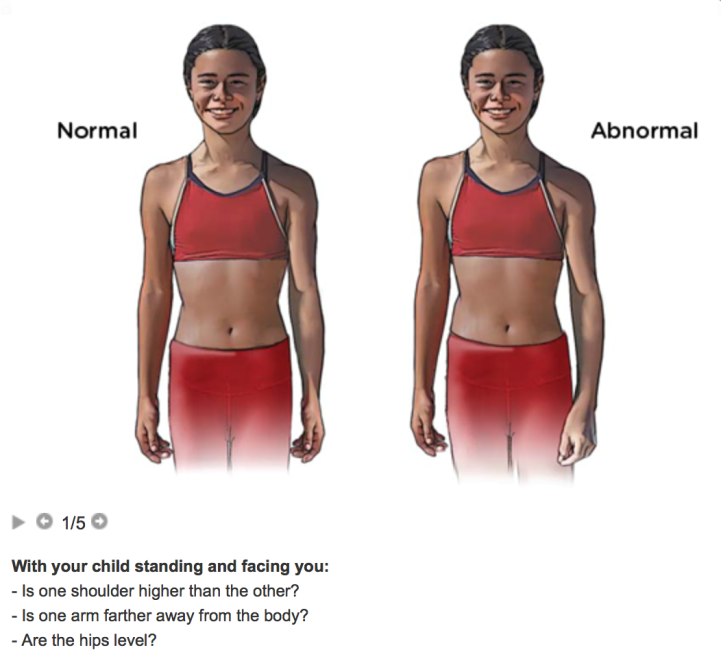 Normal
Abnormal
1/5
With your child standing and facing you:
- Is one shoulder higher than the other?
- Is one arm farther away from the body?
- Are the hips level?